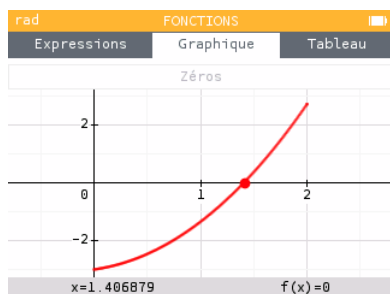 rad FONCTIONS
Expressions Graphique Tableau
Zéros
2
0 1 2
-2
x=1.406879 f(x)=0